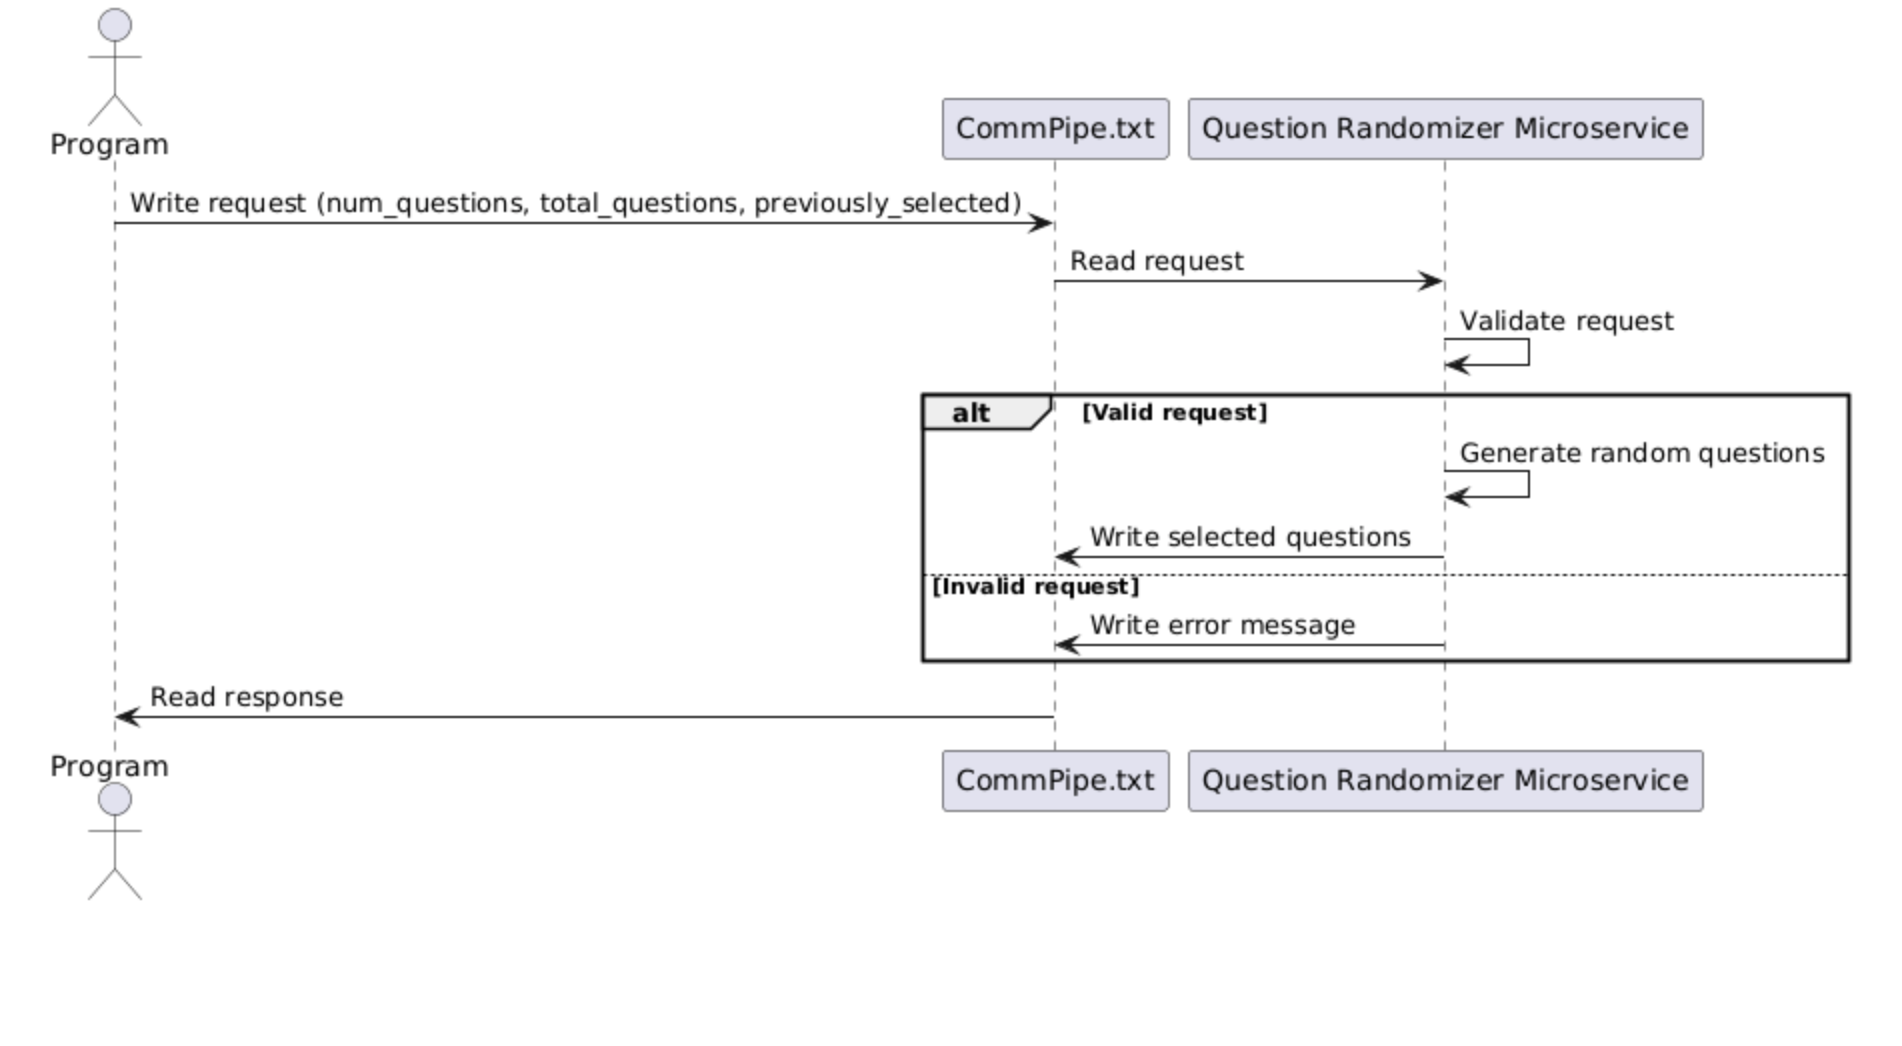 Program
CommPipe.txt
Question Randomizer Microservice
Write request (num_questions, total_questions, previously_selected)
Read request
Validate request
alt
[Valid request]
Generate random questions
Write selected questions
[Invalid request]
Write error message
Read response
Program
CommPipe.txt
Question Randomizer Microservice